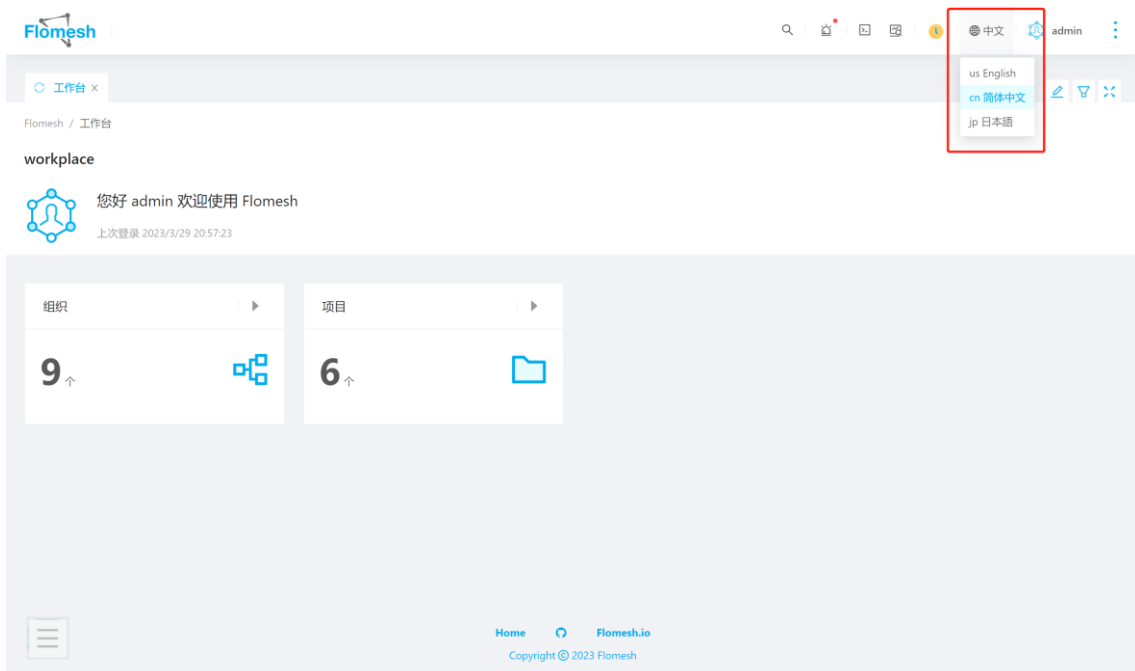 Flomesh
中文
admin
us English
cn 简体中文
jp 日本語
工作台
Flomesh / 工作台
workplace
您好 admin 欢迎使用 Flomesh
上次登录 2023/3/29 20:57:23
组织
项目
9 个
6 个
Home Flomesh.io
Copyright © 2023 Flomesh